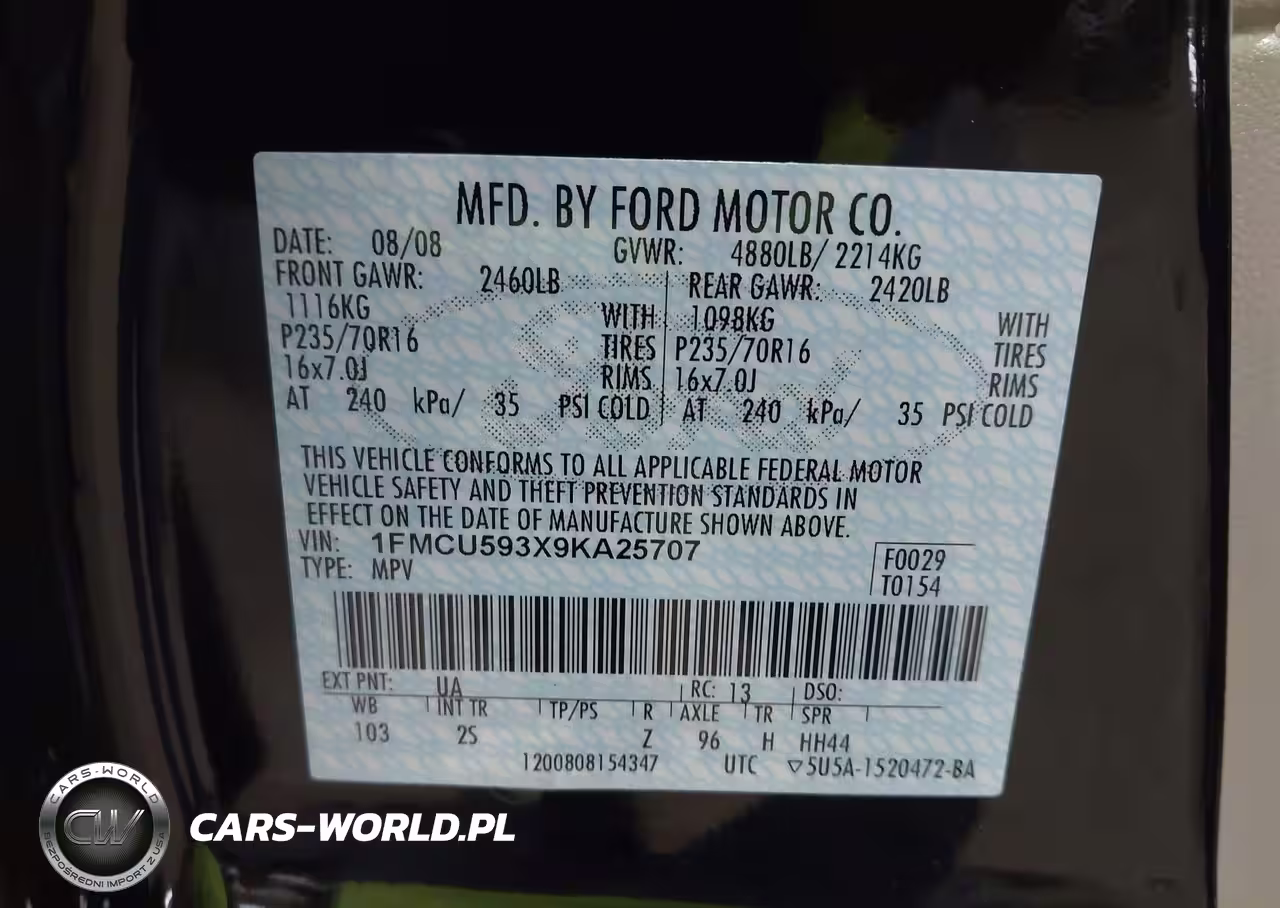 MFD. BY FORD MOTOR CO.
DATE: 08/08 GVWR: 4880LB/ 2214KG
FRONT GAWR: 2460LB REAR GAWR: 2420LB
1116KG WITH 1098KG WITH
P235/70R16 TIRES P235/70R16 TIRES
16x7.0J RIMS 16x7.0J RIMS
AT 240 kPa/ 35 PSI COLD AT 240 kPa/ 35 PSI COLD
THIS VEHICLE CONFORMS TO ALL APPLICABLE FEDERAL MOTOR
VEHICLE SAFETY AND THEFT PREVENTION STANDARDS IN
EFFECT ON THE DATE OF MANUFACTURE SHOWN ABOVE.
VIN: 1FMCU593X9KA25707
TYPE: MPV
F0029
T0154
EXT PNT: UA RC: 13 DSO:
WB INT TR TP/PS R AXLE TR SPR
103 2S Z 96 H HH44
1200808154347 UTC ▽5U5A-1520472-BA
CARS-WORLD
CW
BEZPOŚREDNI IMPORT Z USA
CARS-WORLD.PL